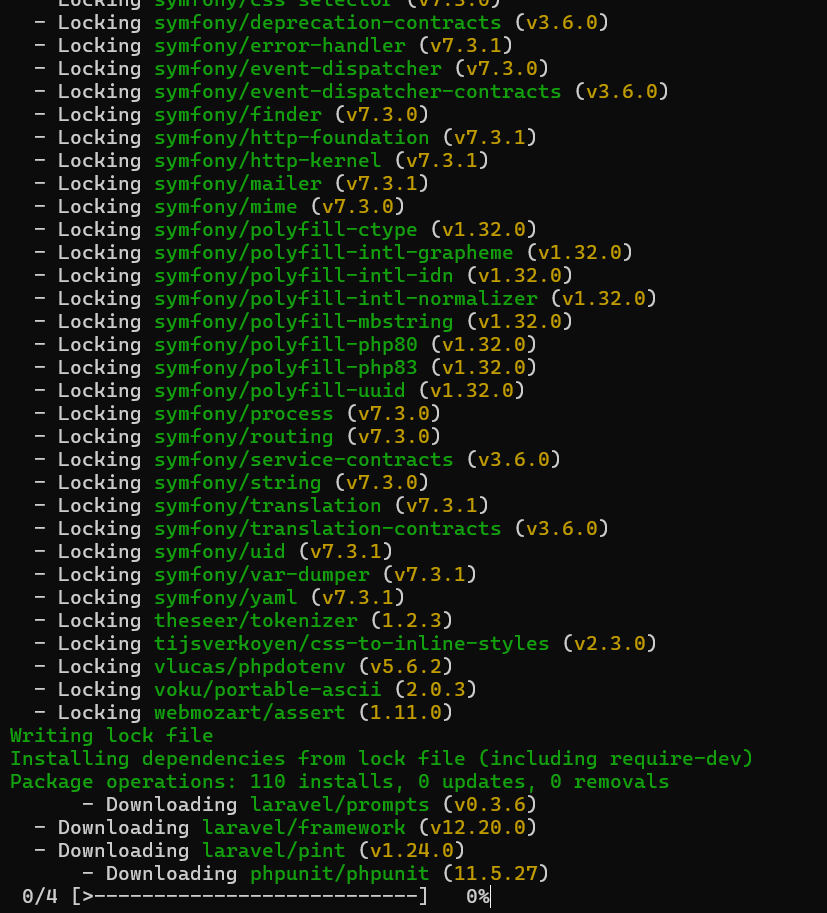 - Locking symfony/css-selector (v7.3.0)
- Locking symfony/deprecation-contracts (v3.6.0)
- Locking symfony/error-handler (v7.3.1)
- Locking symfony/event-dispatcher (v7.3.0)
- Locking symfony/event-dispatcher-contracts (v3.6.0)
- Locking symfony/finder (v7.3.0)
- Locking symfony/http-foundation (v7.3.1)
- Locking symfony/http-kernel (v7.3.1)
- Locking symfony/mailer (v7.3.1)
- Locking symfony/mime (v7.3.0)
- Locking symfony/polyfill-ctype (v1.32.0)
- Locking symfony/polyfill-intl-grapheme (v1.32.0)
- Locking symfony/polyfill-intl-idn (v1.32.0)
- Locking symfony/polyfill-intl-normalizer (v1.32.0)
- Locking symfony/polyfill-mbstring (v1.32.0)
- Locking symfony/polyfill-php80 (v1.32.0)
- Locking symfony/polyfill-php83 (v1.32.0)
- Locking symfony/polyfill-uuid (v1.32.0)
- Locking symfony/process (v7.3.0)
- Locking symfony/routing (v7.3.0)
- Locking symfony/service-contracts (v3.6.0)
- Locking symfony/string (v7.3.0)
- Locking symfony/translation (v7.3.1)
- Locking symfony/translation-contracts (v3.6.0)
- Locking symfony/uid (v7.3.1)
- Locking symfony/var-dumper (v7.3.1)
- Locking symfony/yaml (v7.3.1)
- Locking theseer/tokenizer (1.2.3)
- Locking tijsverkoyen/css-to-inline-styles (v2.3.0)
- Locking vlucas/phpdotenv (v5.6.2)
- Locking voku/portable-ascii (2.0.3)
- Locking webmozart/assert (1.11.0)
Writing lock file
Installing dependencies from lock file (including require-dev)
Package operations: 110 installs, 0 updates, 0 removals
- Downloading laravel/prompts (v0.3.6)
- Downloading laravel/framework (v12.20.0)
- Downloading laravel/pint (v1.24.0)
- Downloading phpunit/phpunit (11.5.27)
0/4 [>---------------------------] 0%